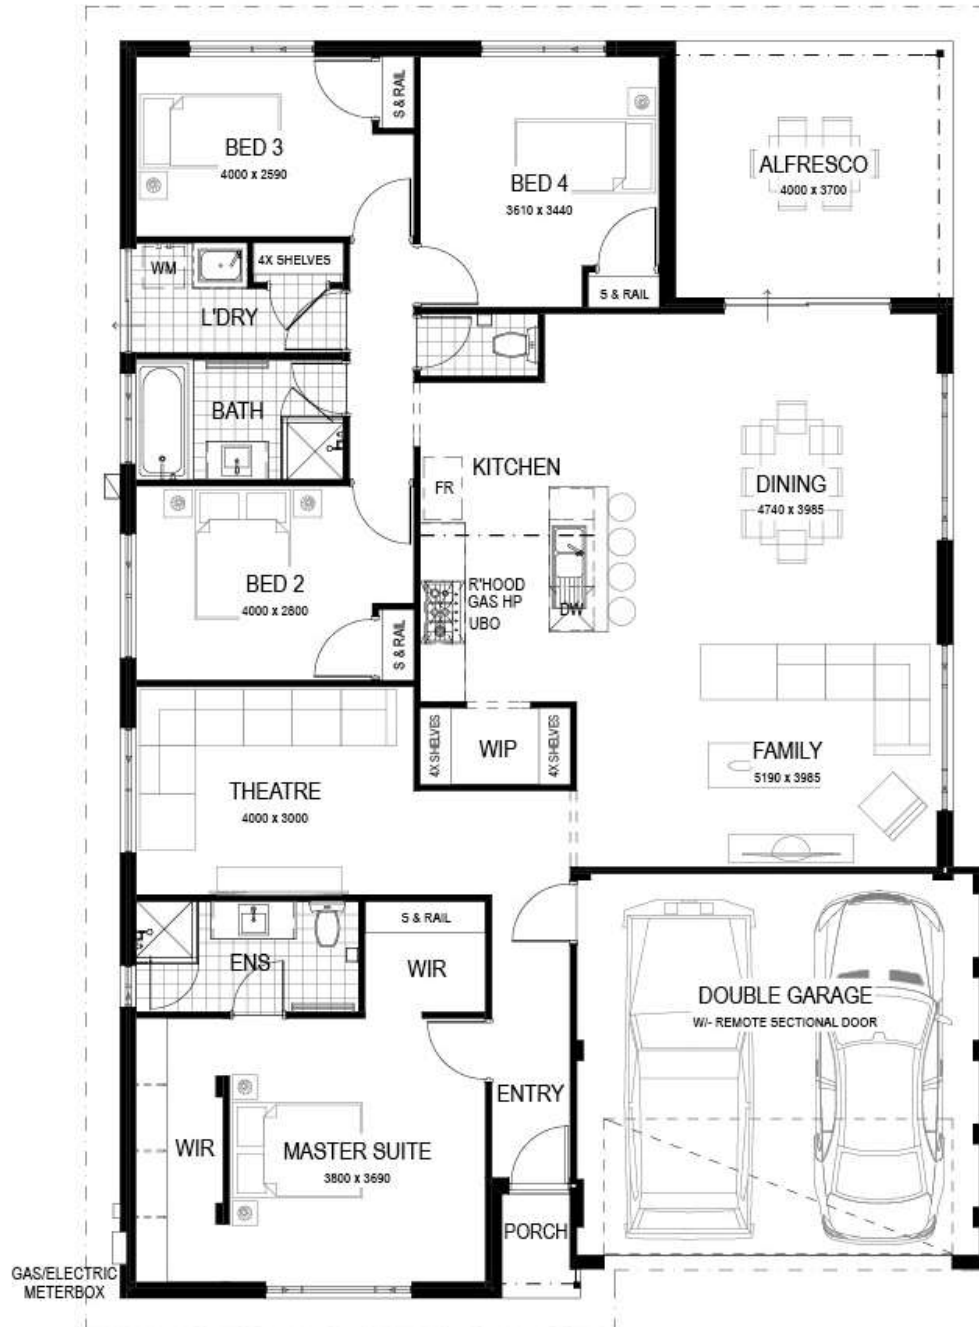 S & RAIL
BED 3
4000 x 2590
BED 4
3610 x 3440
ALFRESCO
4000 x 3700
WM
4X SHELVES
S & RAIL
L'DRY
BATH
KITCHEN
FR
DINING
4740 x 3985
BED 2
4000 x 2800
R'HOOD
GAS HP
UBO
DW
S & RAIL
4X SHELVES
WIP
4X SHELVES
FAMILY
5190 x 3985
THEATRE
4000 x 3000
S & RAIL
ENS
WIR
DOUBLE GARAGE
W/- REMOTE SECTIONAL DOOR
ENTRY
WIR
MASTER SUITE
3800 x 3690
PORCH
GAS/ELECTRIC
METERBOX